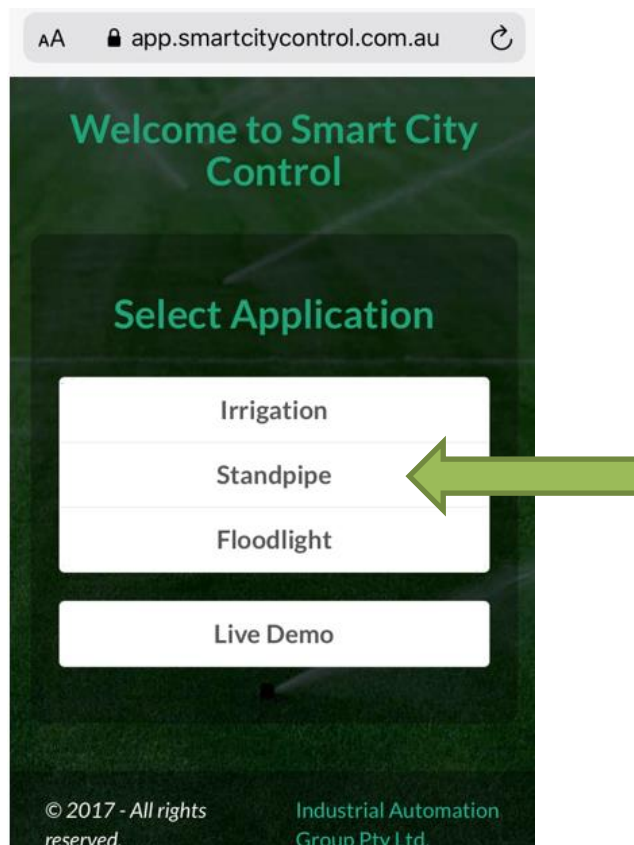 AA app.smartcitycontrol.com.au
Welcome to Smart City
Control
Select Application
Irrigation
Standpipe
Floodlight
Live Demo
© 2017 - All rights
reserved.
Industrial Automation
Group Pty Ltd.